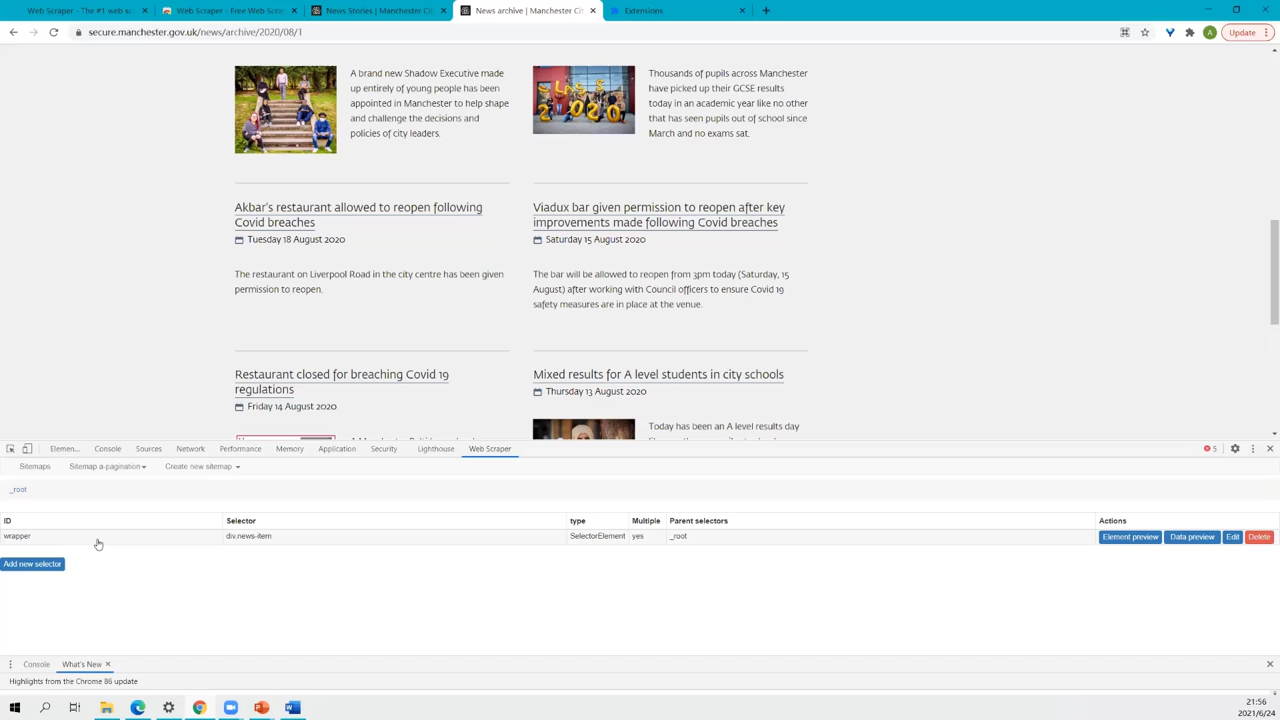 Web Scraper - The #1 web sc
Web Scraper - Free Web Scra
News Stories | Manchester Cit
News archive | Manchester Cit
Extensions
secure.manchester.gov.uk/news/archive/2020/08/1
A
Update
A brand new Shadow Executive made
up entirely of young people has been
appointed in Manchester to help shape
and challenge the decisions and
policies of city leaders.
Thousands of pupils across Manchester
have picked up their GCSE results
today in an academic year like no other
that has seen pupils out of school since
March and no exams sat.
Akbar's restaurant allowed to reopen following
Covid breaches
Tuesday 18 August 2020
The restaurant on Liverpool Road in the city centre has been given
permission to reopen.
Viadux bar given permission to reopen after key
improvements made following Covid breaches
Saturday 15 August 2020
The bar will be allowed to reopen from 3pm today (Saturday, 15
August) after working with Council officers to ensure Covid 19
safety measures are in place at the venue.
Restaurant closed for breaching Covid 19
regulations
Friday 14 August 2020
Mixed results for A level students in city schools
Thursday 13 August 2020
Today has been an A level results day
Elemen...
Console
Sources
Network
Performance
Memory
Application
Security
Lighthouse
Web Scraper
5
Sitemaps
Sitemap a-pagination
Create new sitemap
_root
ID
Selector
type
Multiple
Parent selectors
Actions
wrapper
div.news-item
SelectorElement
yes
_root
Element preview
Data preview
Edit
Delete
Add new selector
Console
What's New
Highlights from the Chrome 86 update
21:56
2021/6/24